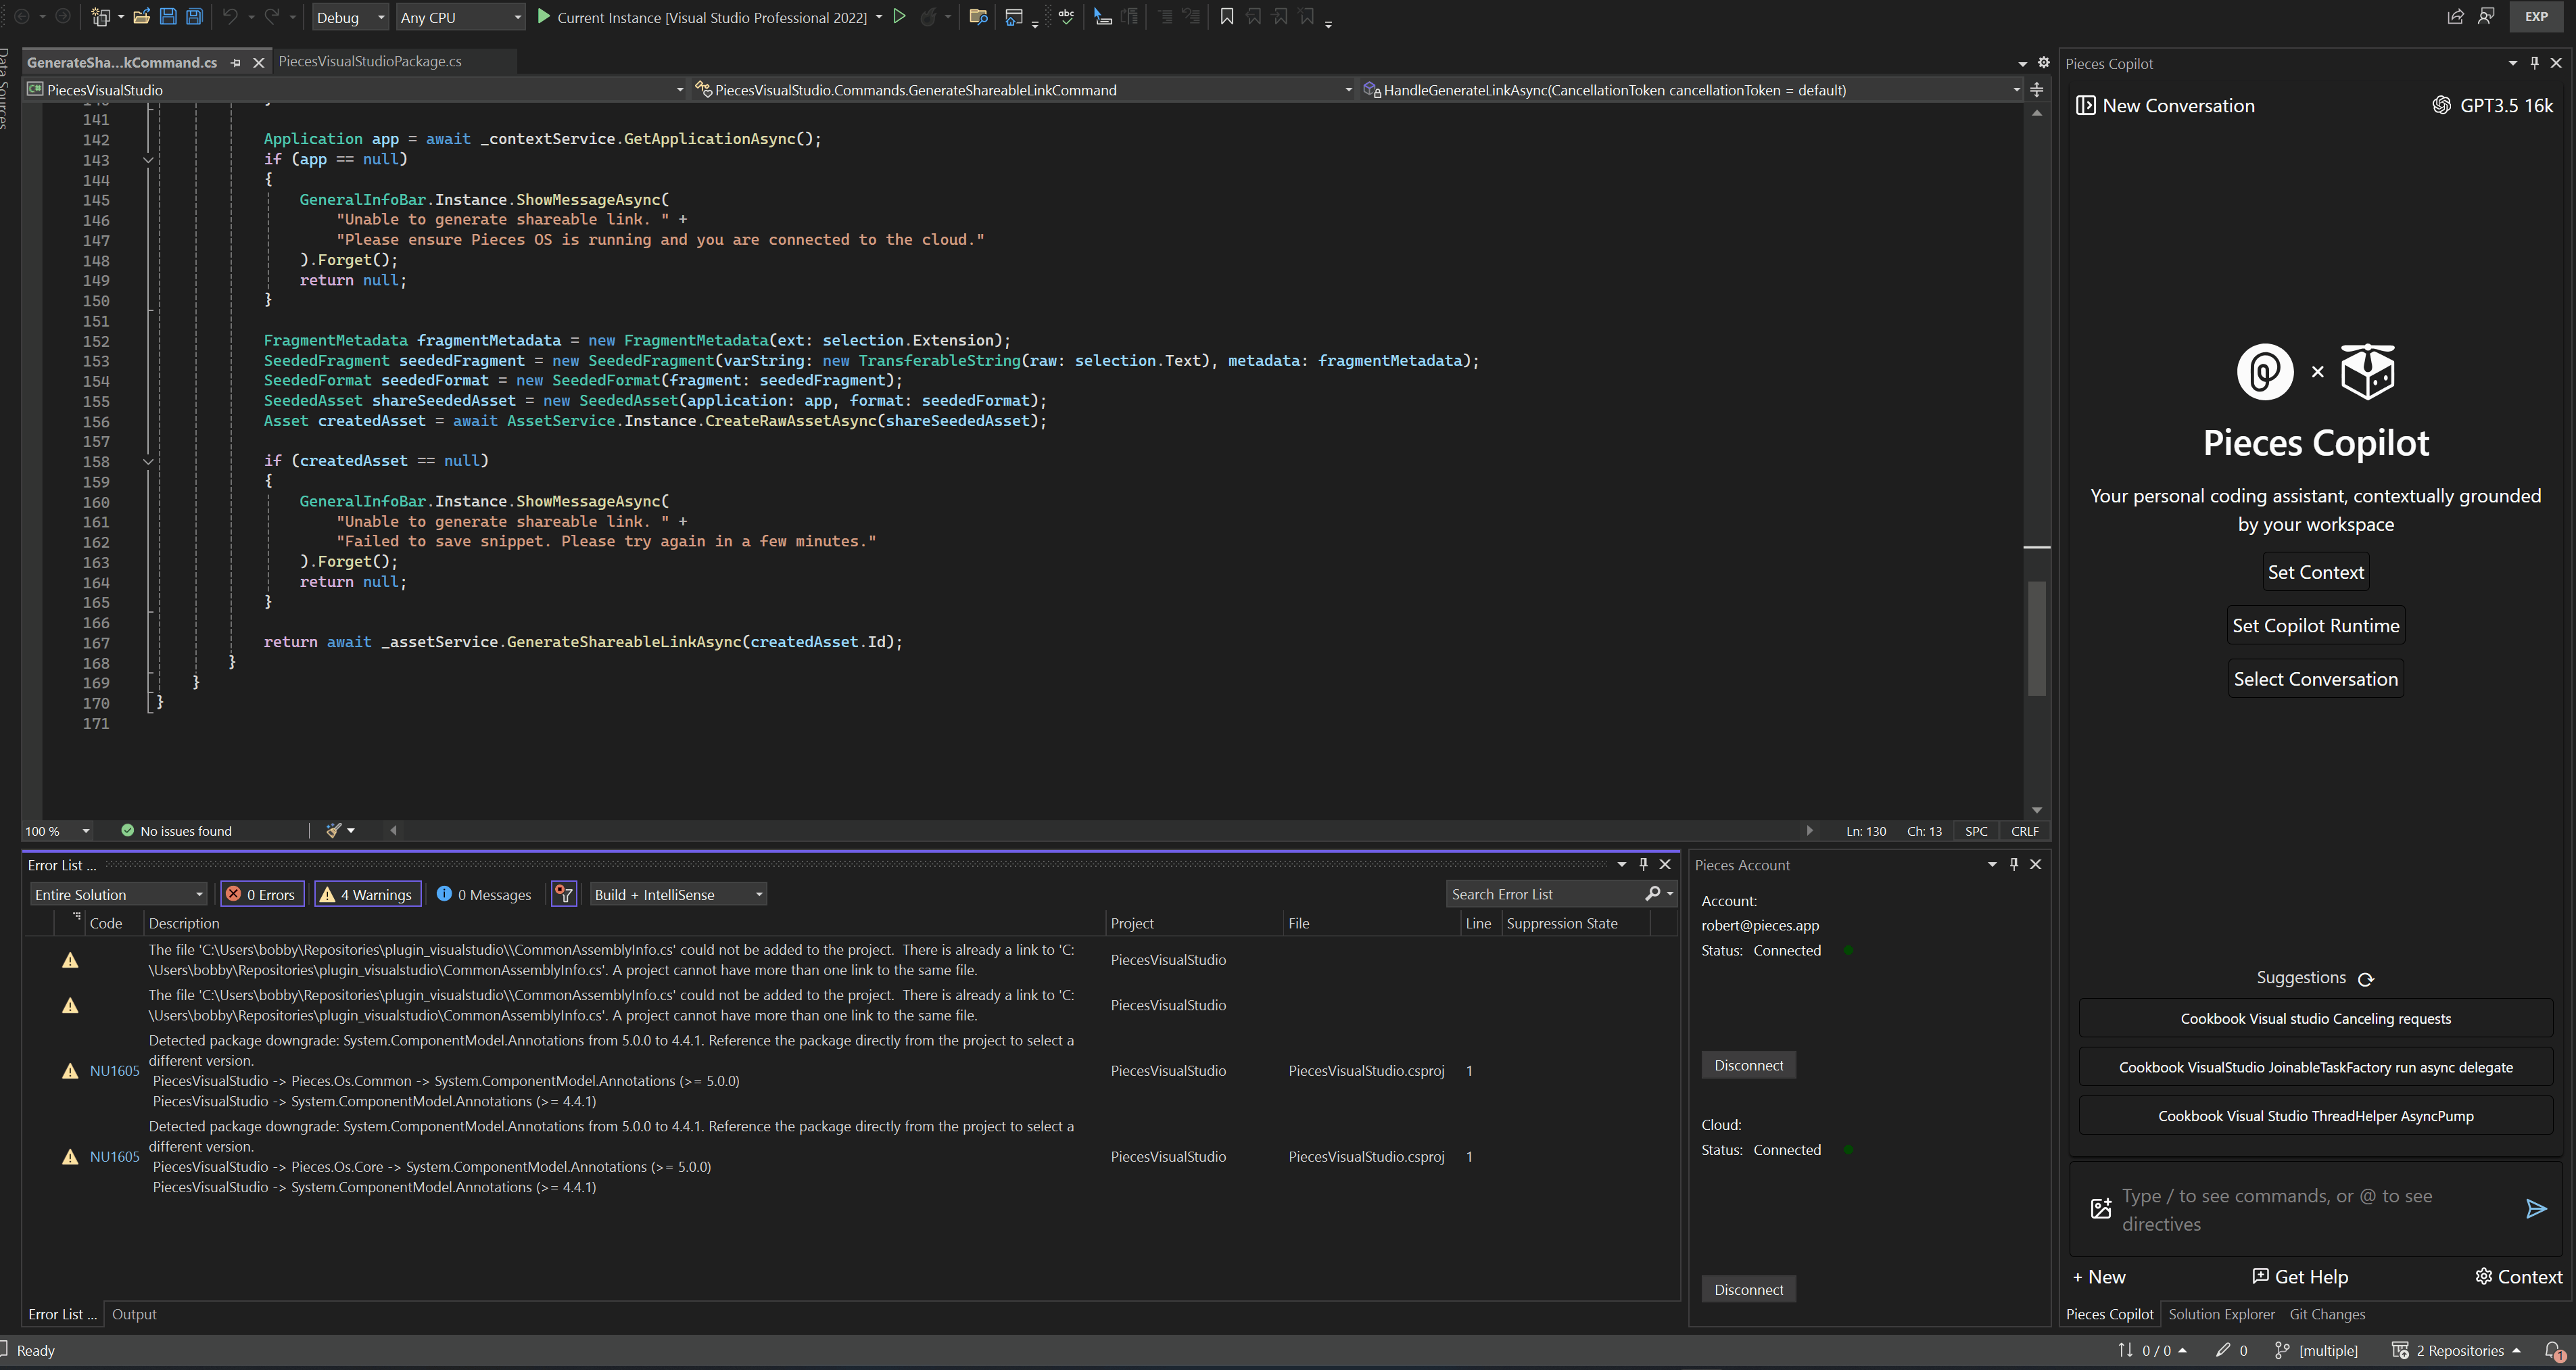 Debug
Any CPU
Current Instance [Visual Studio Professional 2022]
abc
EXP
Data Sources
GenerateSha...kCommand.cs
PiecesVisualStudioPackage.cs
C#
PiecesVisualStudio
PiecesVisualStudio.Commands.GenerateShareableLinkCommand
HandleGenerateLinkAsync(CancellationToken cancellationToken = default)
140 }
141
142 Application app = await _contextService.GetApplicationAsync();
143 if (app == null)
144 {
145 GeneralInfoBar.Instance.ShowMessageAsync(
146 "Unable to generate shareable link. " +
147 "Please ensure Pieces OS is running and you are connected to the cloud."
148 ).Forget();
149 return null;
150 }
151
152 FragmentMetadata fragmentMetadata = new FragmentMetadata(ext: selection.Extension);
153 SeededFragment seededFragment = new SeededFragment(varString: new TransferableString(raw: selection.Text), metadata: fragmentMetadata);
154 SeededFormat seededFormat = new SeededFormat(fragment: seededFragment);
155 SeededAsset shareSeededAsset = new SeededAsset(application: app, format: seededFormat);
156 Asset createdAsset = await AssetService.Instance.CreateRawAssetAsync(shareSeededAsset);
157
158 if (createdAsset == null)
159 {
160 GeneralInfoBar.Instance.ShowMessageAsync(
161 "Unable to generate shareable link. " +
162 "Failed to save snippet. Please try again in a few minutes."
163 ).Forget();
164 return null;
165 }
166
167 return await _assetService.GenerateShareableLinkAsync(createdAsset.Id);
168 }
169 }
170 }
171
100 %
No issues found
Ln: 130
Ch: 13
SPC
CRLF
Error List ...
Entire Solution
0 Errors
4 Warnings
0 Messages
Build + IntelliSense
Search Error List
Code
Description
Project
File
Line
Suppression State
The file 'C:\Users\bobby\Repositories\plugin_visualstudio\\CommonAssemblyInfo.cs' could not be added to the project. There is already a link to 'C:
\Users\bobby\Repositories\plugin_visualstudio\CommonAssemblyInfo.cs'. A project cannot have more than one link to the same file.
PiecesVisualStudio
The file 'C:\Users\bobby\Repositories\plugin_visualstudio\\CommonAssemblyInfo.cs' could not be added to the project. There is already a link to 'C:
\Users\bobby\Repositories\plugin_visualstudio\CommonAssemblyInfo.cs'. A project cannot have more than one link to the same file.
PiecesVisualStudio
NU1605
Detected package downgrade: System.ComponentModel.Annotations from 5.0.0 to 4.4.1. Reference the package directly from the project to select a
different version.
PiecesVisualStudio -> Pieces.Os.Common -> System.ComponentModel.Annotations (>= 5.0.0)
PiecesVisualStudio -> System.ComponentModel.Annotations (>= 4.4.1)
PiecesVisualStudio
PiecesVisualStudio.csproj
1
NU1605
Detected package downgrade: System.ComponentModel.Annotations from 5.0.0 to 4.4.1. Reference the package directly from the project to select a
different version.
PiecesVisualStudio -> Pieces.Os.Core -> System.ComponentModel.Annotations (>= 5.0.0)
PiecesVisualStudio -> System.ComponentModel.Annotations (>= 4.4.1)
PiecesVisualStudio
PiecesVisualStudio.csproj
1
Error List ...
Output
Pieces Account
Account:
robert@pieces.app
Status: Connected
Disconnect
Cloud:
Status: Connected
Disconnect
Pieces Copilot
New Conversation
GPT3.5 16k
Pieces Copilot
Your personal coding assistant, contextually grounded
by your workspace
Set Context
Set Copilot Runtime
Select Conversation
Suggestions
Cookbook Visual studio Canceling requests
Cookbook VisualStudio JoinableTaskFactory run async delegate
Cookbook Visual Studio ThreadHelper AsyncPump
Type / to see commands, or @ to see
directives
+ New
Get Help
Context
Pieces Copilot
Solution Explorer
Git Changes
Ready
0 / 0
0
[multiple]
2 Repositories
1